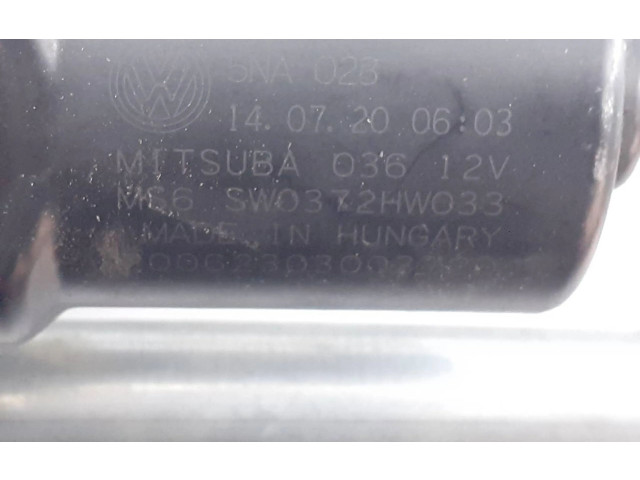 5NA 023
14.07.20 06:03
MITSUBA 036 12V
MS6 SW0372HW033
MADE IN HUNGARY